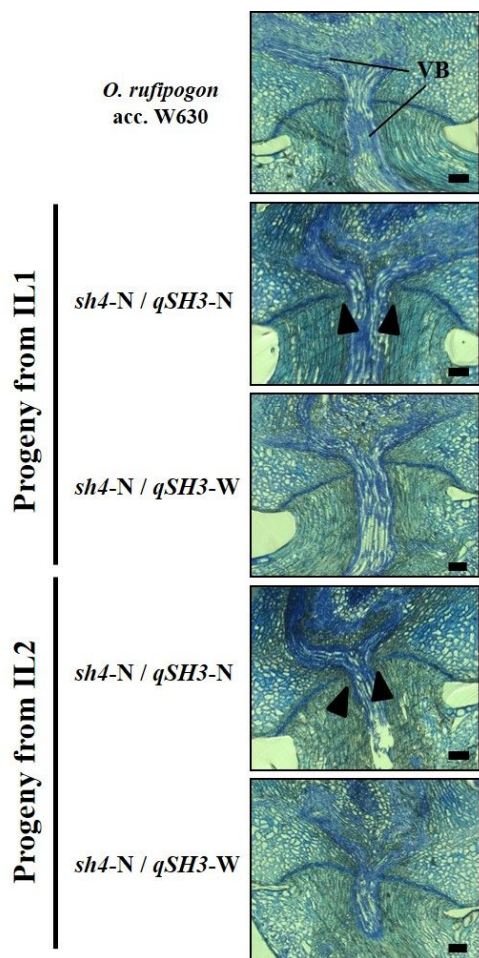 O. rufipogon
acc. W630
VB
Progeny from IL1
sh4-N / qSH3-N
sh4-N / qSH3-W
Progeny from IL2
sh4-N / qSH3-N
sh4-N / qSH3-W